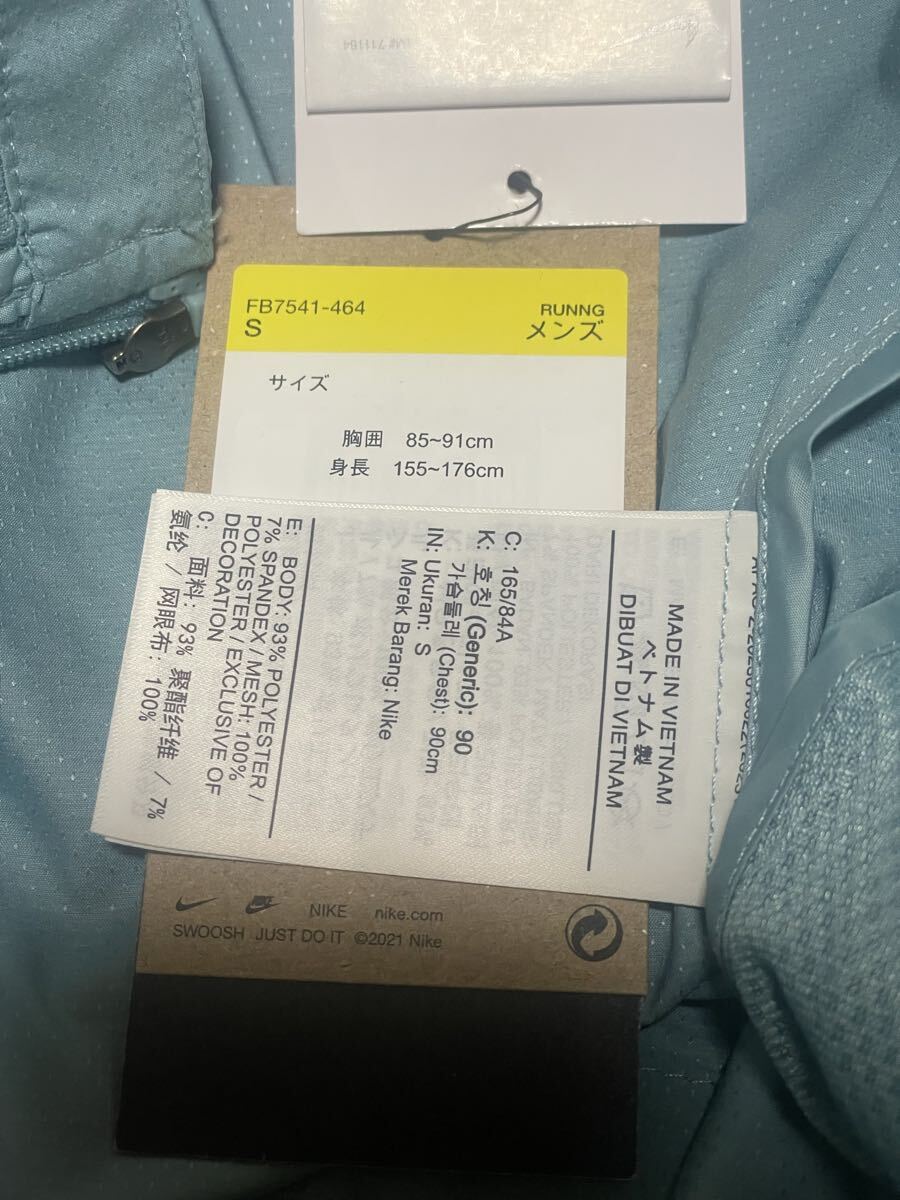 FB7541-464
S
RUNNG
メンズ
サイズ
胸囲 85~91cm
身長 155~176cm
MADE IN VIETNAM
ベトナム製
DIBUAT DI VIETNAM
C: 165/84A
K: 호칭 (Generic): 90
가슴둘레 (Chest): 90cm
IN: Ukuran: S
Merek Barang: Nike
E: BODY: 93% POLYESTER /
7% SPANDEX / MESH: 100%
POLYESTER / EXCLUSIVE OF
DECORATION
C: 面料: 93% 聚酯纤维 / 7%
氨纶 / 网眼布: 100%
NIKE nike.com
SWOOSH JUST DO IT ©2021 Nike